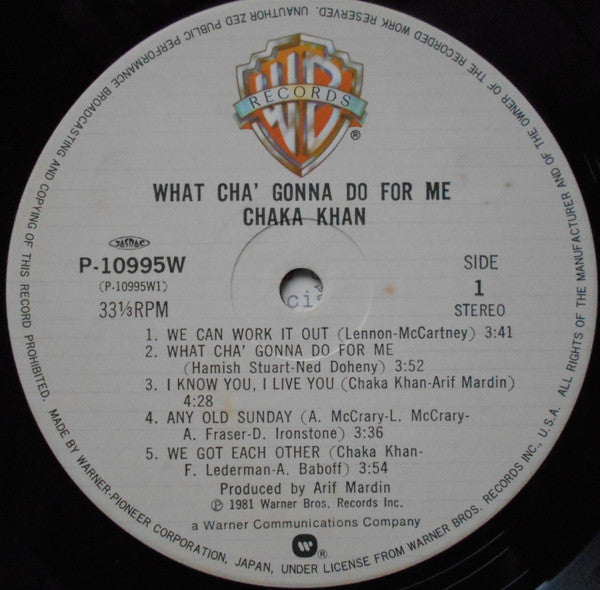 WB
RECORDS
®
WHAT CHA' GONNA DO FOR ME
CHAKA KHAN
JASRAC
P-10995W
(P-10995W1)
33⅓RPM
SIDE
1
STEREO
ci
1. WE CAN WORK IT OUT (Lennon-McCartney) 3:41
2. WHAT CHA' GONNA DO FOR ME
(Hamish Stuart-Ned Doheny) 3:52
3. I KNOW YOU, I LIVE YOU (Chaka Khan-Arif Mardin)
4:28
4. ANY OLD SUNDAY (A. McCrary-L. McCrary-
A. Fraser-D. Ironstone) 3:36
5. WE GOT EACH OTHER (Chaka Khan-
F. Lederman-A. Baboff) 3:54
Produced by Arif Mardin
Ⓟ 1981 Warner Bros. Records Inc.
a Warner Communications Company
®
MADE BY WARNER-PIONEER CORPORATION, JAPAN, UNDER LICENSE FROM WARNER BROS. RECORDS INC., U.S.A. ALL RIGHTS OF THE MANUFACTURER AND OF THE OWNER OF THE RECORDED WORK RESERVED. UNAUTHORIZED PUBLIC PERFORMANCE BROADCASTING AND COPYING OF THIS RECORD PROHIBITED.